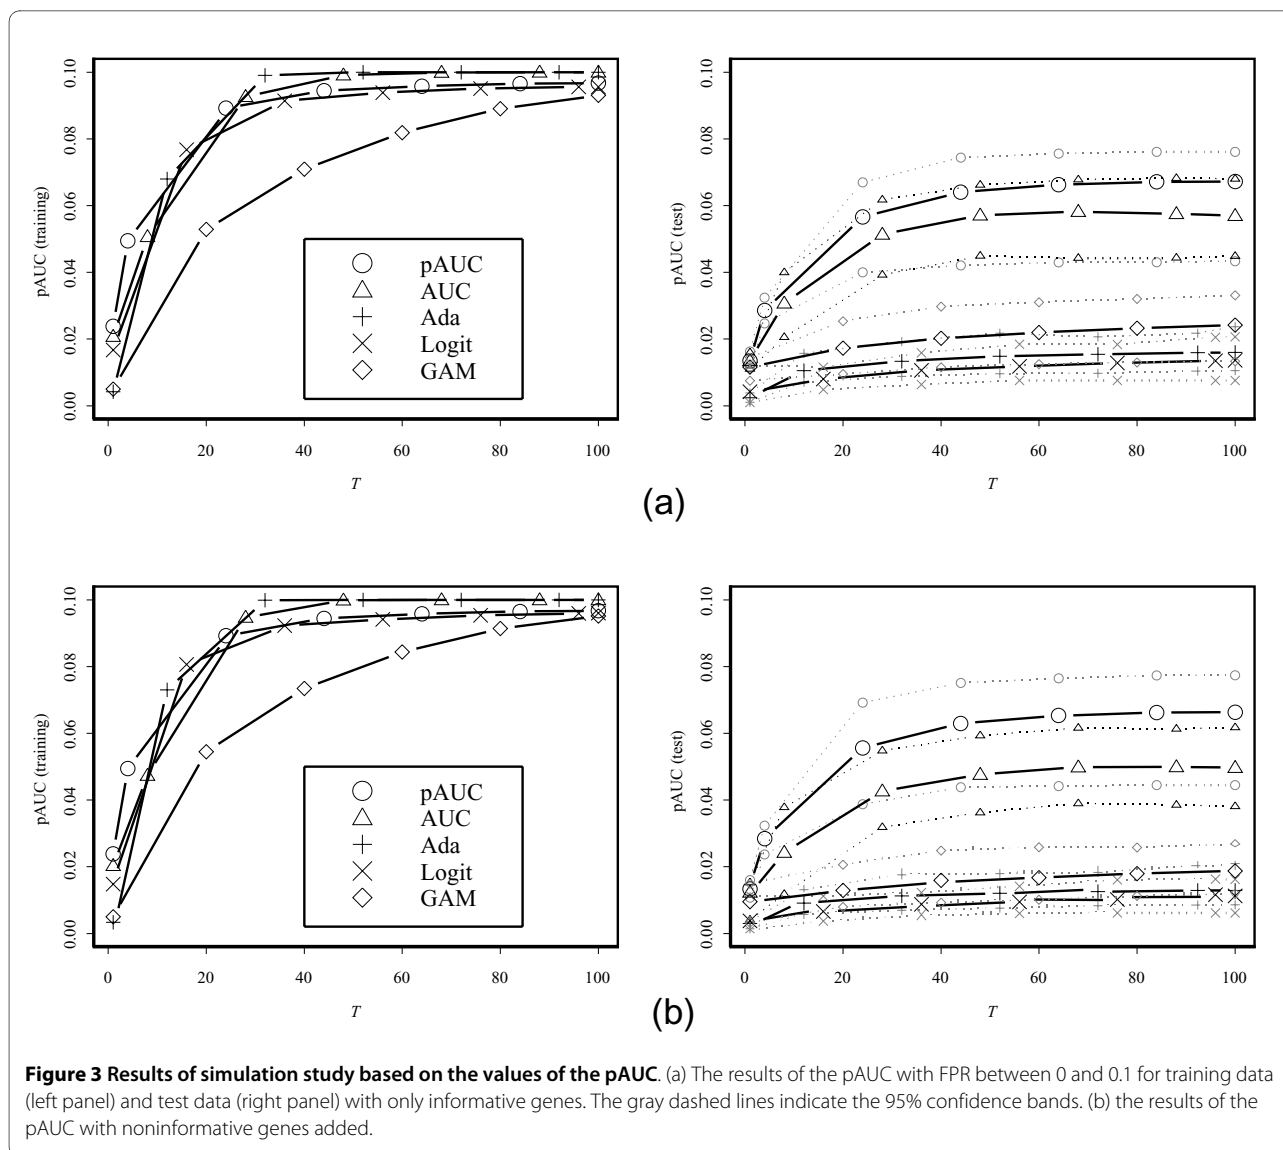 0.10
0.08
0.06
0.04
0.02
0.00
pAUC (training)
pAUC
AUC
Ada
Logit
GAM
0 20 40 60 80 100
T
0.10
0.08
0.06
0.04
0.02
0.00
pAUC (test)
0 20 40 60 80 100
T
(a)
0.10
0.08
0.06
0.04
0.02
0.00
pAUC (training)
pAUC
AUC
Ada
Logit
GAM
0 20 40 60 80 100
T
0.10
0.08
0.06
0.04
0.02
0.00
pAUC (test)
0 20 40 60 80 100
T
(b)
Figure 3 Results of simulation study based on the values of the pAUC. (a) The results of the pAUC with FPR between 0 and 0.1 for training data
(left panel) and test data (right panel) with only informative genes. The gray dashed lines indicate the 95% confidence bands. (b) the results of the
pAUC with noninformative genes added.